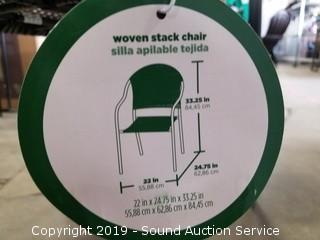 woven stack chair
silla apilable tejida
33.25 in
84,45 cm
24.75 in
62,86 cm
22 in
55,88 cm
22 in x 24.75 in x 33.25 in
55,88 cm x 62,86 cm x 84,45 cm
Copyright 2019 - Sound Auction Service